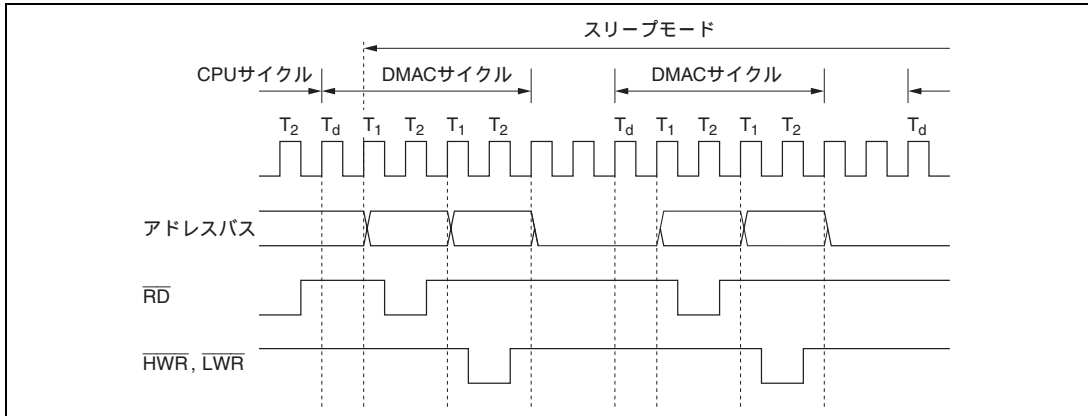 スリープモード
CPUサイクル DMACサイクル DMACサイクル
T2 Td T1 T2 T1 T2 Td T1 T2 T1 T2 Td
アドレスバス
RD
HWR , LWR